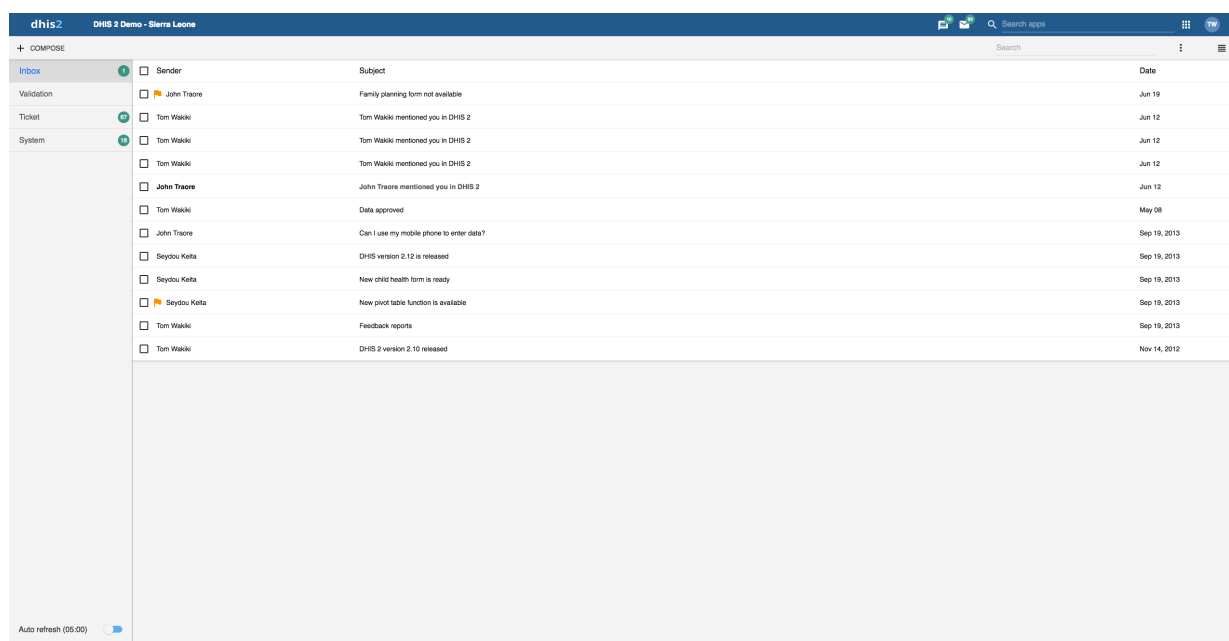 dhis2 DHIS 2 Demo - Sierra Leone Search apps TW
+ COMPOSE Search
Inbox 1 Sender Subject Date
Validation John Traore Family planning form not available Jun 19
Ticket 67 Tom Wakiki Tom Wakiki mentioned you in DHIS 2 Jun 12
System 18 Tom Wakiki Tom Wakiki mentioned you in DHIS 2 Jun 12
Tom Wakiki Tom Wakiki mentioned you in DHIS 2 Jun 12
John Traore John Traore mentioned you in DHIS 2 Jun 12
Tom Wakiki Data approved May 08
John Traore Can I use my mobile phone to enter data? Sep 19, 2013
Seydou Keita DHIS version 2.12 is released Sep 19, 2013
Seydou Keita New child health form is ready Sep 19, 2013
Seydou Keita New pivot table function is available Sep 19, 2013
Tom Wakiki Feedback reports Sep 19, 2013
Tom Wakiki DHIS 2 version 2.10 released Nov 14, 2012
Auto refresh (05:00)